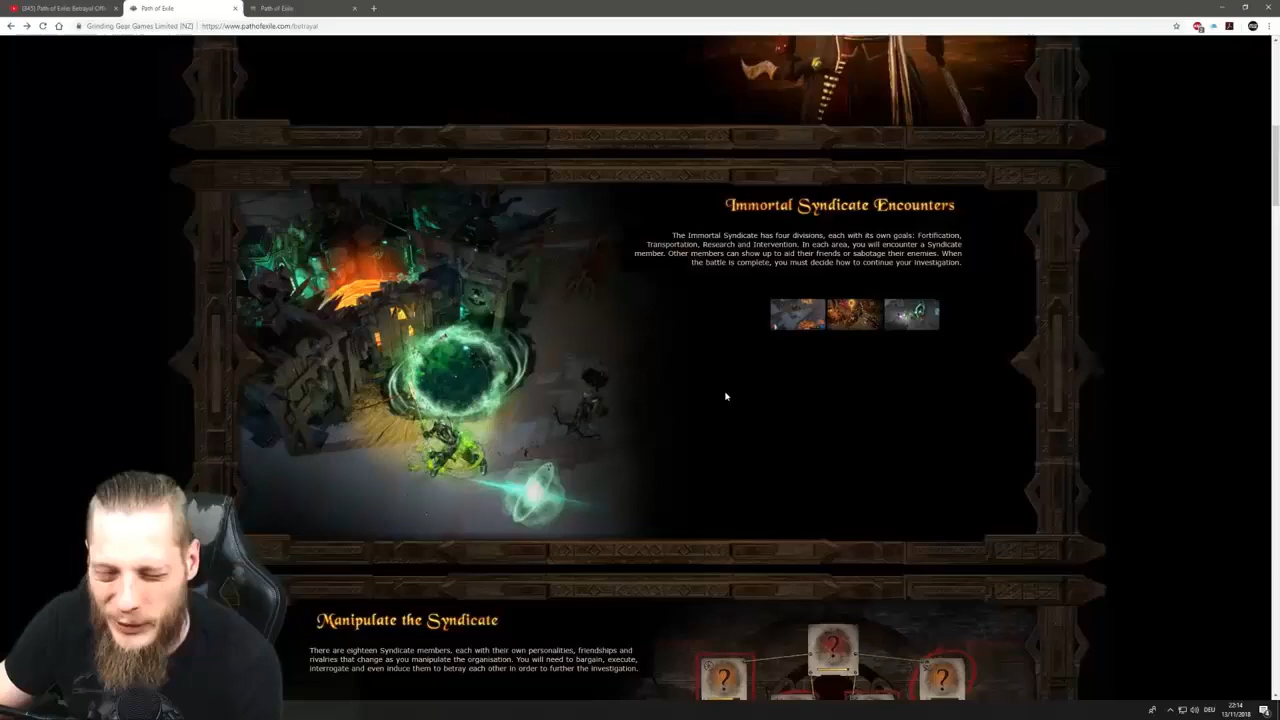 (345) Path of Exile: Betrayal Offi
Path of Exile
Path of Exile
Grinding Gear Games Limited [NZ]
https://www.pathofexile.com/betrayal
Immortal Syndicate Encounters
The Immortal Syndicate has four divisions, each with its own goals: Fortification,
Transportation, Research and Intervention. In each area, you will encounter a Syndicate
member. Other members can show up to aid their friends or sabotage their enemies. When
the battle is complete, you must decide how to continue your investigation.
Manipulate the Syndicate
There are eighteen Syndicate members, each with their own personalities, friendships and
rivalries that change as you manipulate the organisation. You will need to bargain, execute,
interrogate and even induce them to betray each other in order to further the investigation.
?
?
?
DEU
22:14
13/11/2018